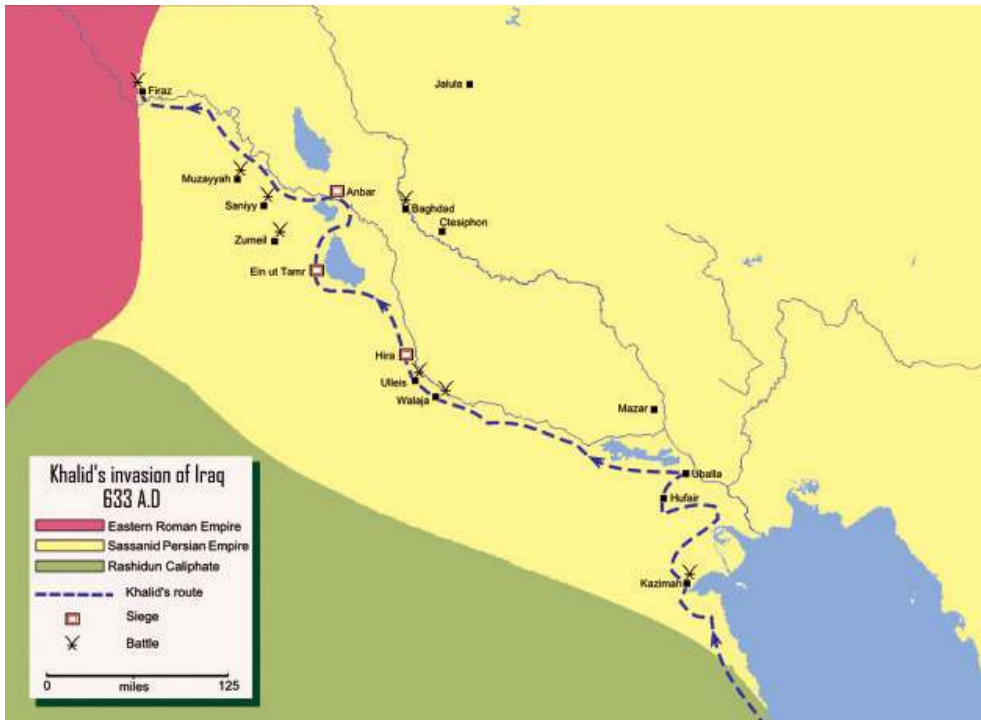 Jalula
Firaz
Muzayyah
Anbar
Saniyy
Baghdad
Ctesiphon
Zumeil
Ein ut Tamr
Hira
Ulleis
Walaja
Mazar
Uballa
Hufair
Kazimah
Khalid's invasion of Iraq
633 A.D
Eastern Roman Empire
Sassanid Persian Empire
Rashidun Caliphate
Khalid's route
Siege
Battle
0 miles 125